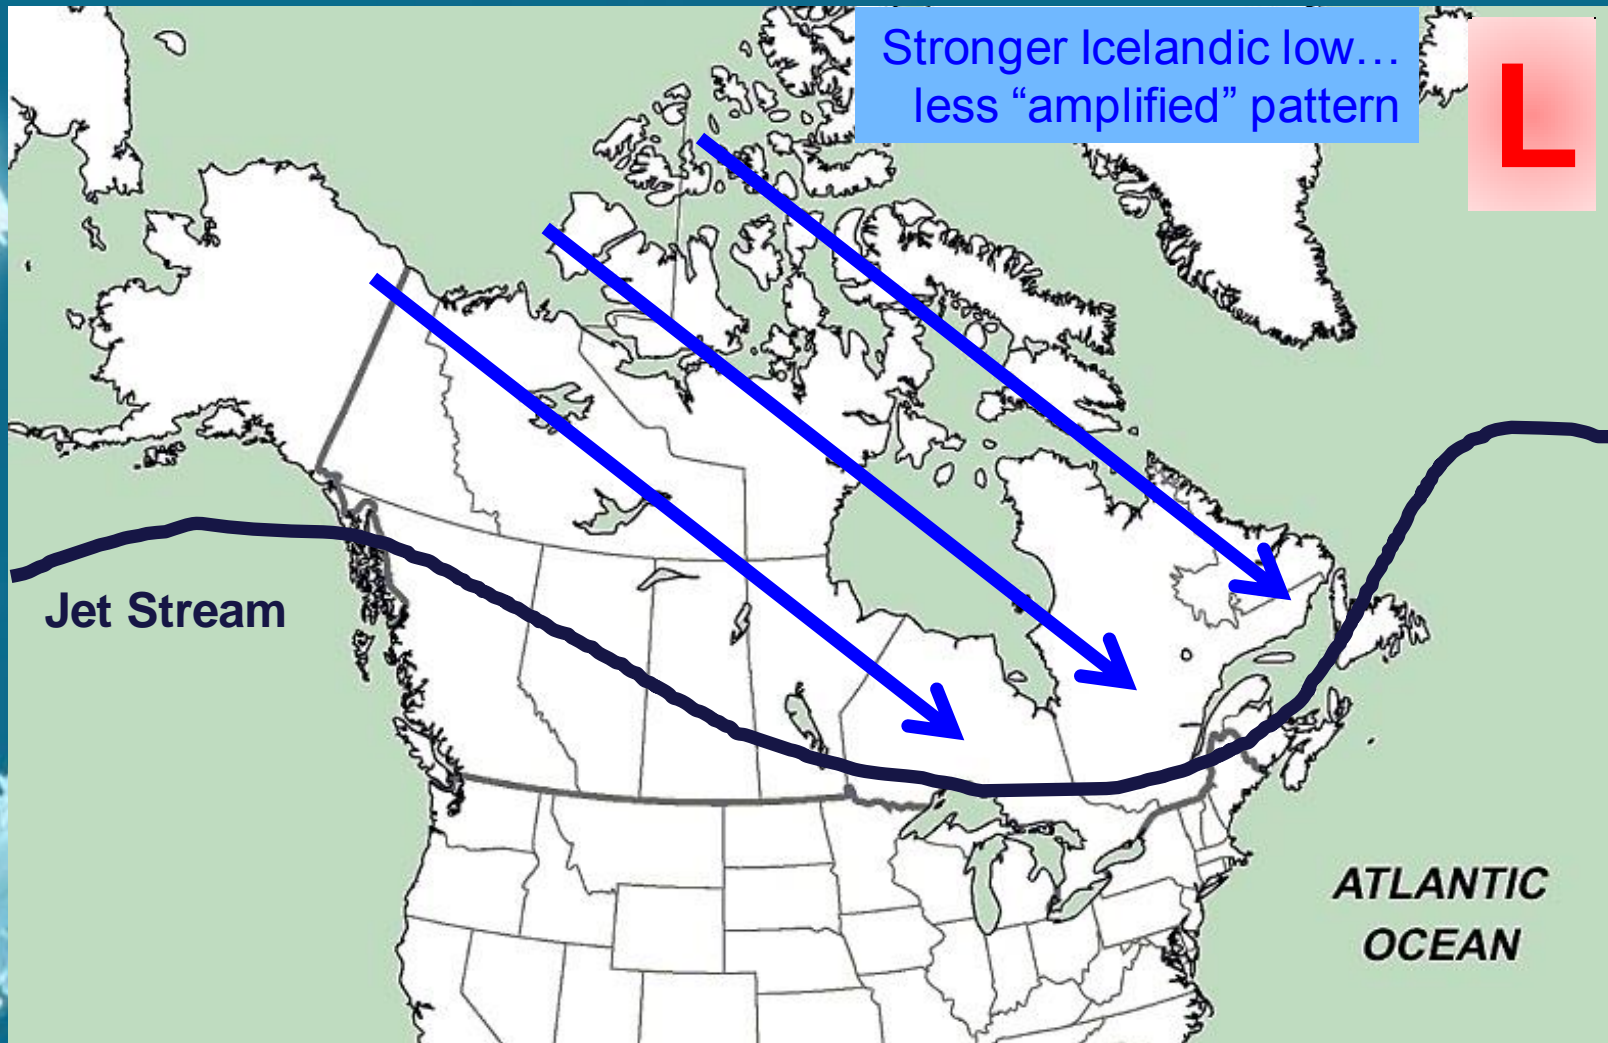 Stronger Icelandic low…
less “amplified” pattern
L
Jet Stream
ATLANTIC
OCEAN